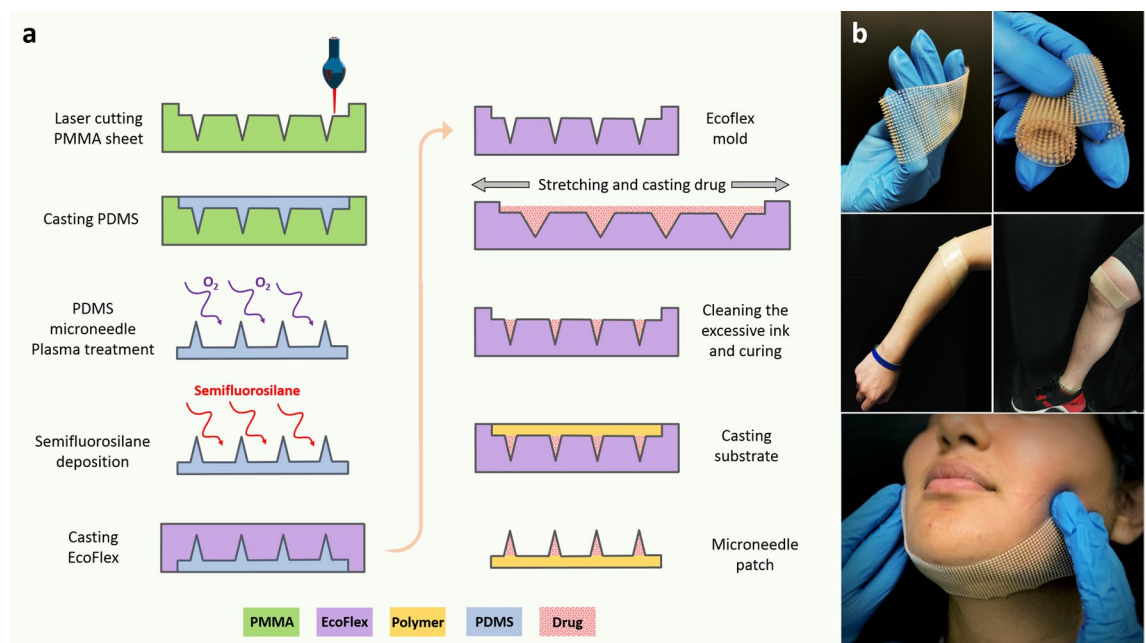 a
Laser cutting
PMMA sheet
Casting PDMS
O₂ O₂
PDMS
microneedle
Plasma treatment
Semifluorosilane
Semifluorosilane
deposition
Casting
EcoFlex
Ecoflex
mold
Stretching and casting drug
Cleaning the
excessive ink
and curing
Casting
substrate
Microneedle
patch
PMMA EcoFlex Polymer PDMS Drug
b